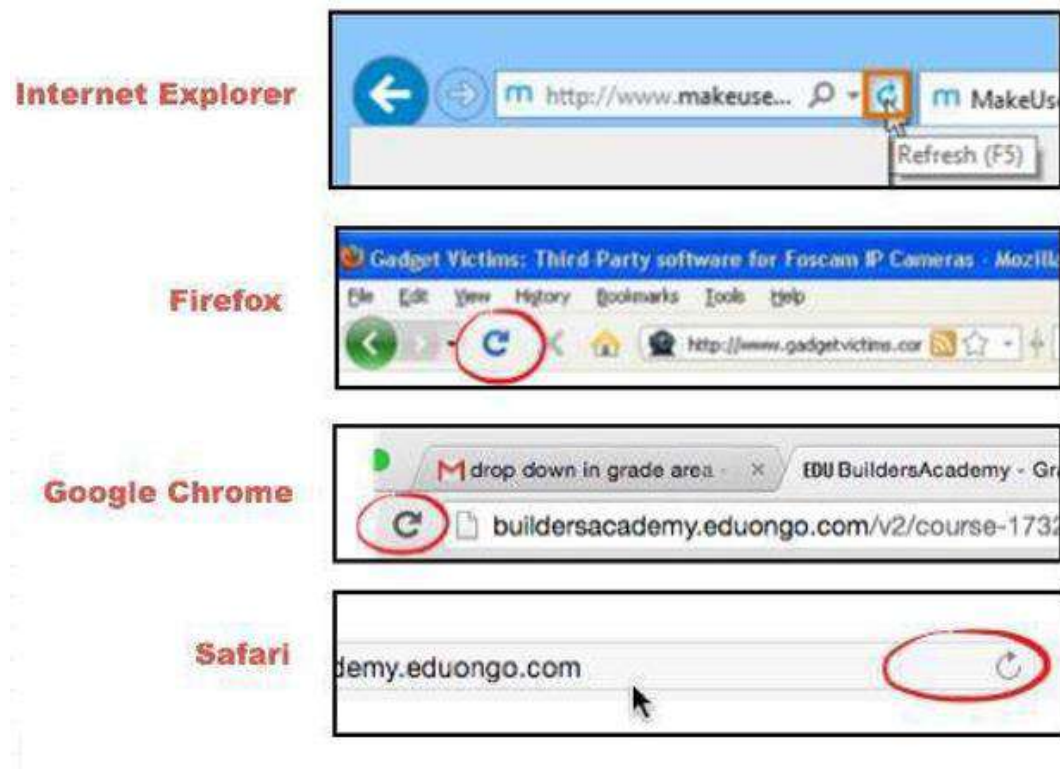 Internet Explorer
m http://www.makeuse...
m MakeUs
Refresh (F5)
Firefox
Gadget Victims: Third Party software for Foscam IP Cameras - Mozill
File Edit View History Bookmarks Tools Help
http://www.gadgetvictims.com
Google Chrome
M drop down in grade area - ×
EDU BuildersAcademy - Gr
buildersacademy.eduongo.com/v2/course-1732
Safari
demy.eduongo.com